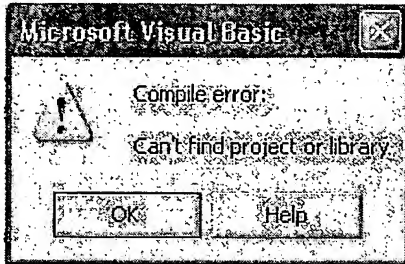 Microsoft Visual Basic
Compile error:
Can't find project or library
OK
Help